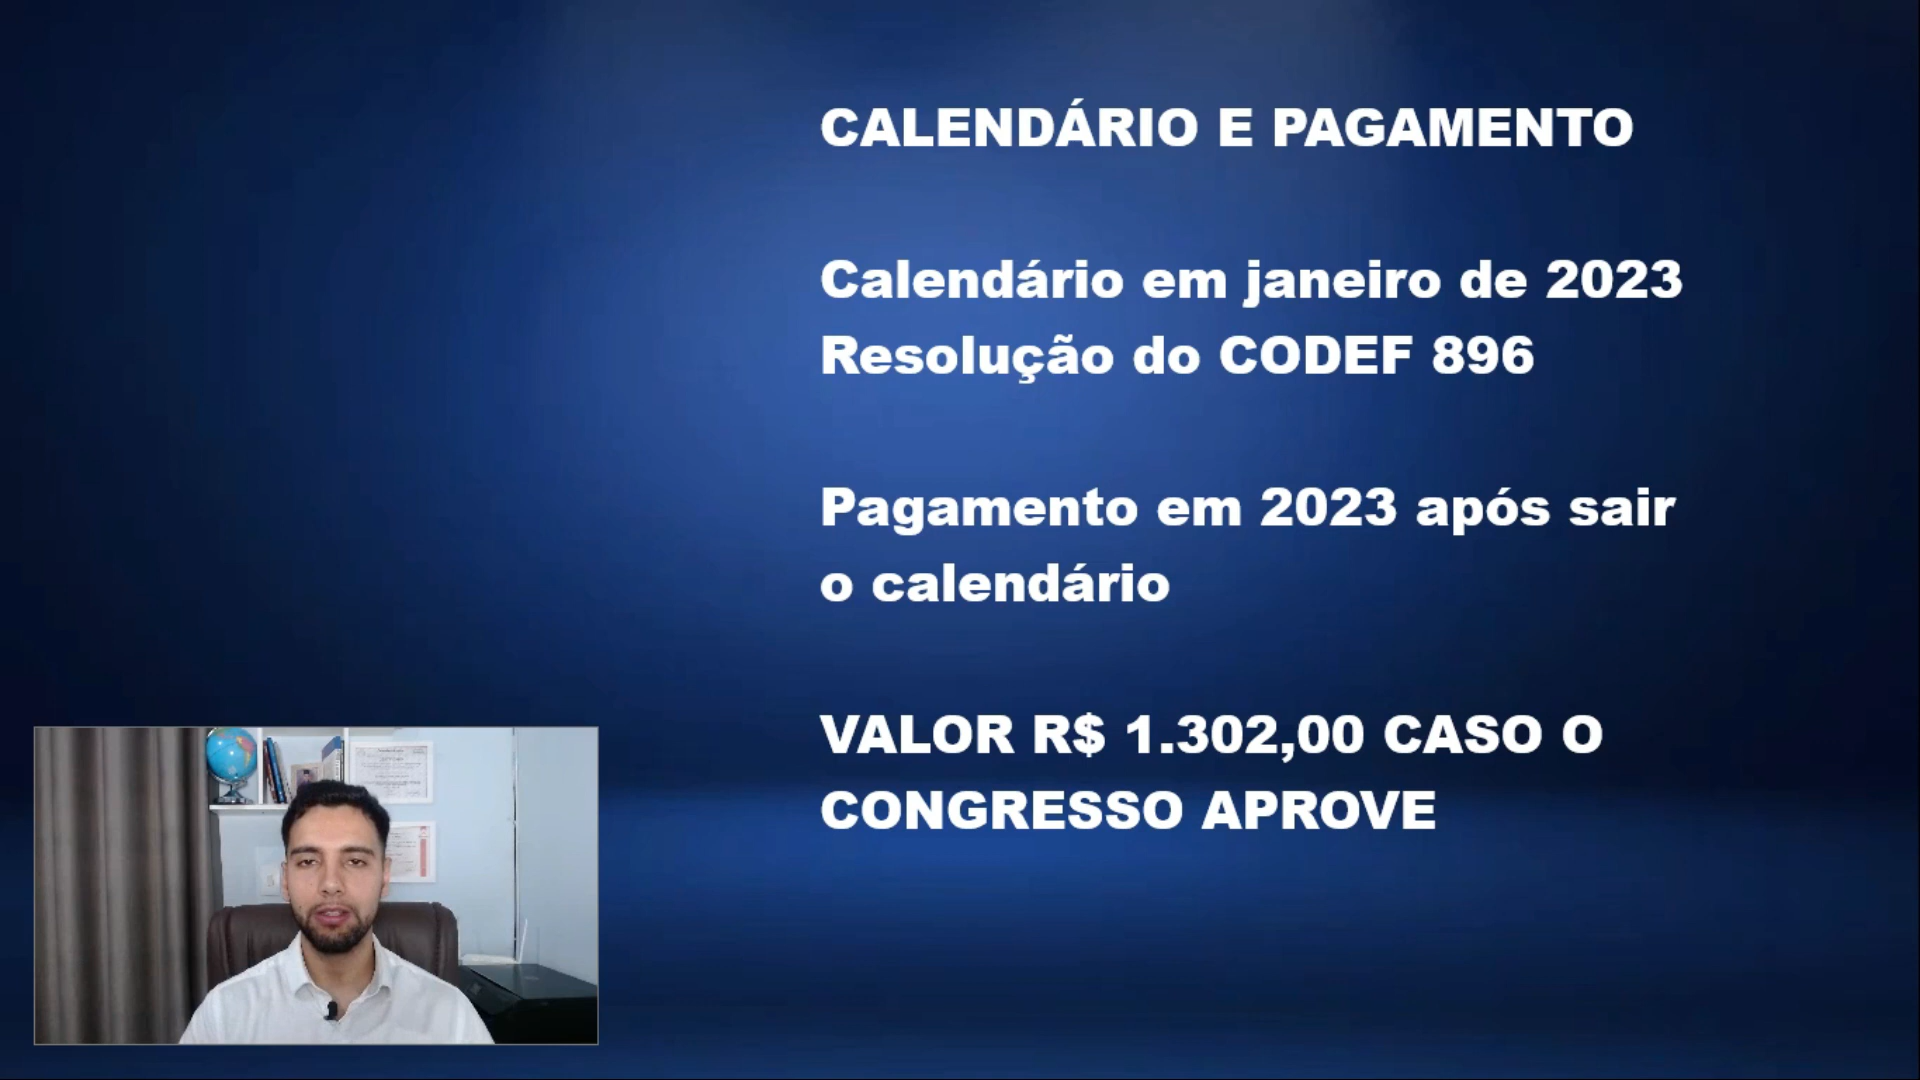 CALENDÁRIO E PAGAMENTO
Calendário em janeiro de 2023
Resolução do CODEF 896
Pagamento em 2023 após sair
o calendário
VALOR R$ 1.302,00 CASO O
CONGRESSO APROVE